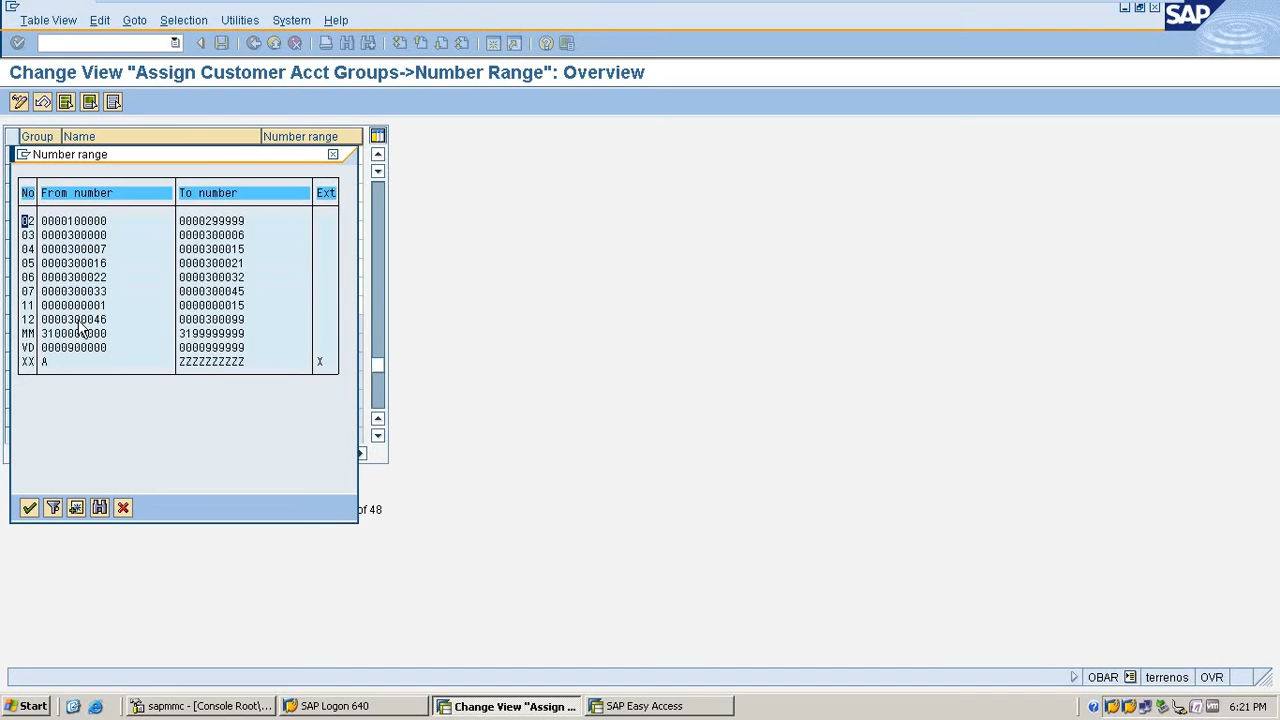 Table View Edit Goto Selection Utilities System Help
SAP
Change View "Assign Customer Acct Groups->Number Range": Overview
Group Name Number range
Number range
No From number To number Ext
02 0000100000 0000299999
03 0000300000 0000300006
04 0000300007 0000300015
05 0000300016 0000300021
06 0000300022 0000300032
07 0000300033 0000300045
11 0000000001 0000000015
12 0000300046 0000300099
MM 3100000000 3199999999
VD 0000900000 0000999999
XX A ZZZZZZZZZZ X
of 48
OBAR terrenos OVR
Start sapmmc - [Console Root\... SAP Logon 640 Change View "Assign ... SAP Easy Access 6:21 PM